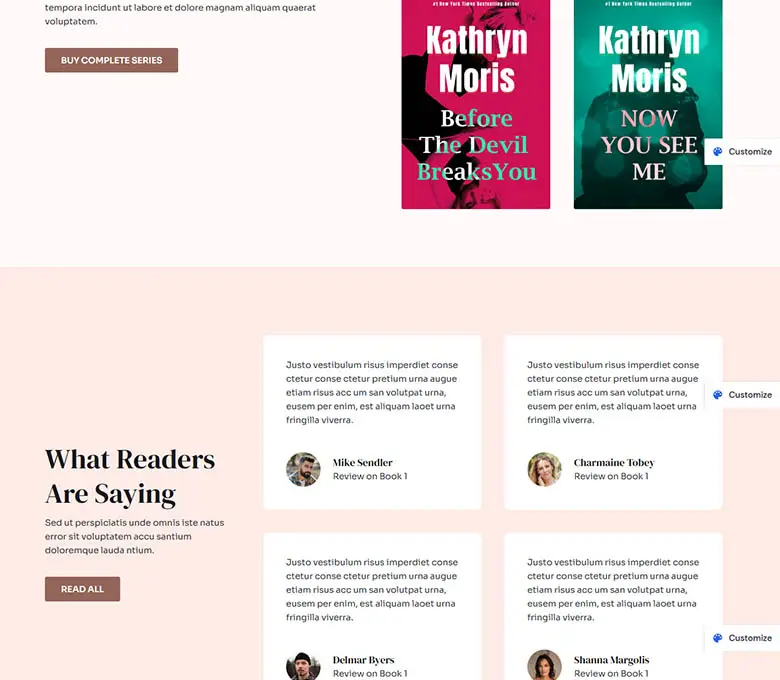 tempora incidunt ut labore et dolore magnam aliquam quaerat
voluptatem.
BUY COMPLETE SERIES
#1 New York Times Bestselling Author
Kathryn
Moris
Before
The Devil
BreaksYou
#1 New York Times Bestselling Author
Kathryn
Moris
NOW
YOU SEE
ME
Customize
What Readers
Are Saying
Sed ut perspiciatis unde omnis iste natus
error sit voluptatem accu santium
doloremque lauda ntium.
READ ALL
Justo vestibulum risus imperdiet conse
ctetur conse ctetur pretium urna augue
etiam risus acc um san volutpat urna,
eusem per enim, est aliquam laoet urna
fringilla viverra.
Mike Sendler
Review on Book 1
Justo vestibulum risus imperdiet conse
ctetur conse ctetur pretium urna augue
etiam risus acc um san volutpat urna,
eusem per enim, est aliquam laoet urna
fringilla viverra.
Charmaine Tobey
Review on Book 1
Customize
Justo vestibulum risus imperdiet conse
ctetur conse ctetur pretium urna augue
etiam risus acc um san volutpat urna,
eusem per enim, est aliquam laoet urna
fringilla viverra.
Delmar Byers
Review on Book 1
Justo vestibulum risus imperdiet conse
ctetur conse ctetur pretium urna augue
etiam risus acc um san volutpat urna,
eusem per enim, est aliquam laoet urna
fringilla viverra.
Shanna Margolis
Review on Book 1
Customize